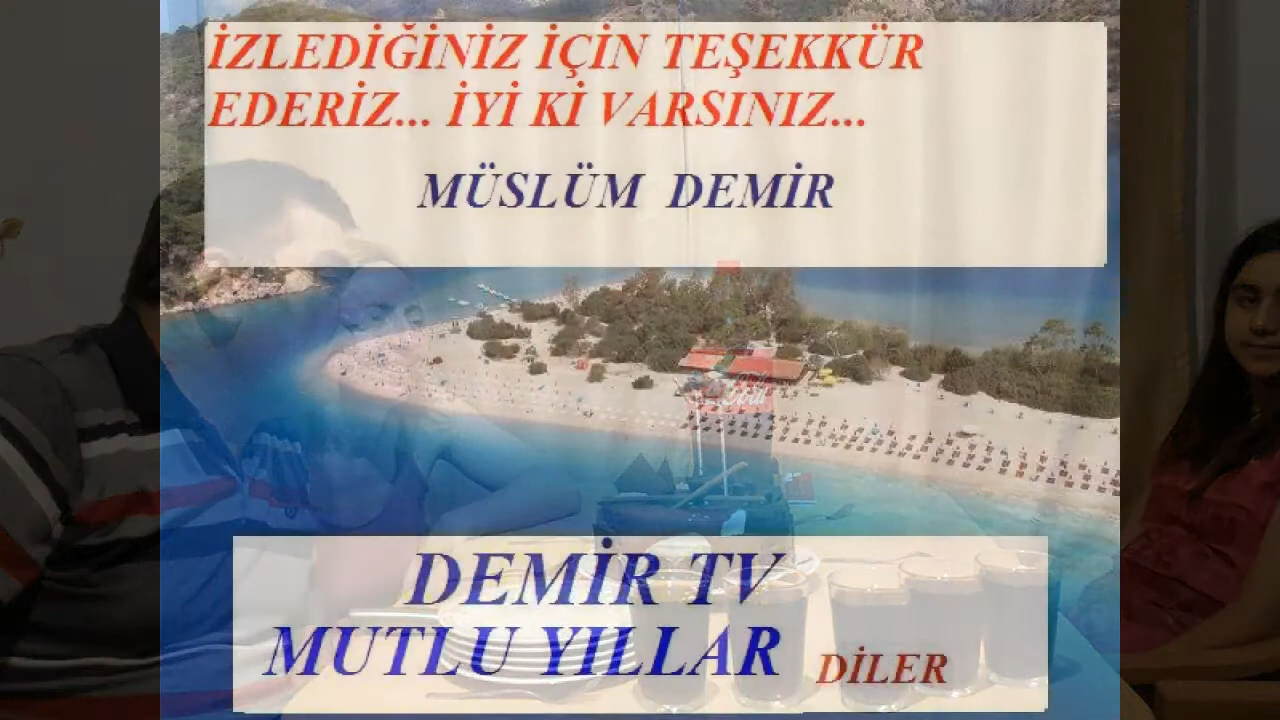 İZLEDİĞİNİZ İÇİN TEŞEKKÜR
EDERİZ... İYİ Kİ VARSINIZ...
MÜSLÜM DEMİR
DEMİR TV
MUTLU YILLAR DİLER